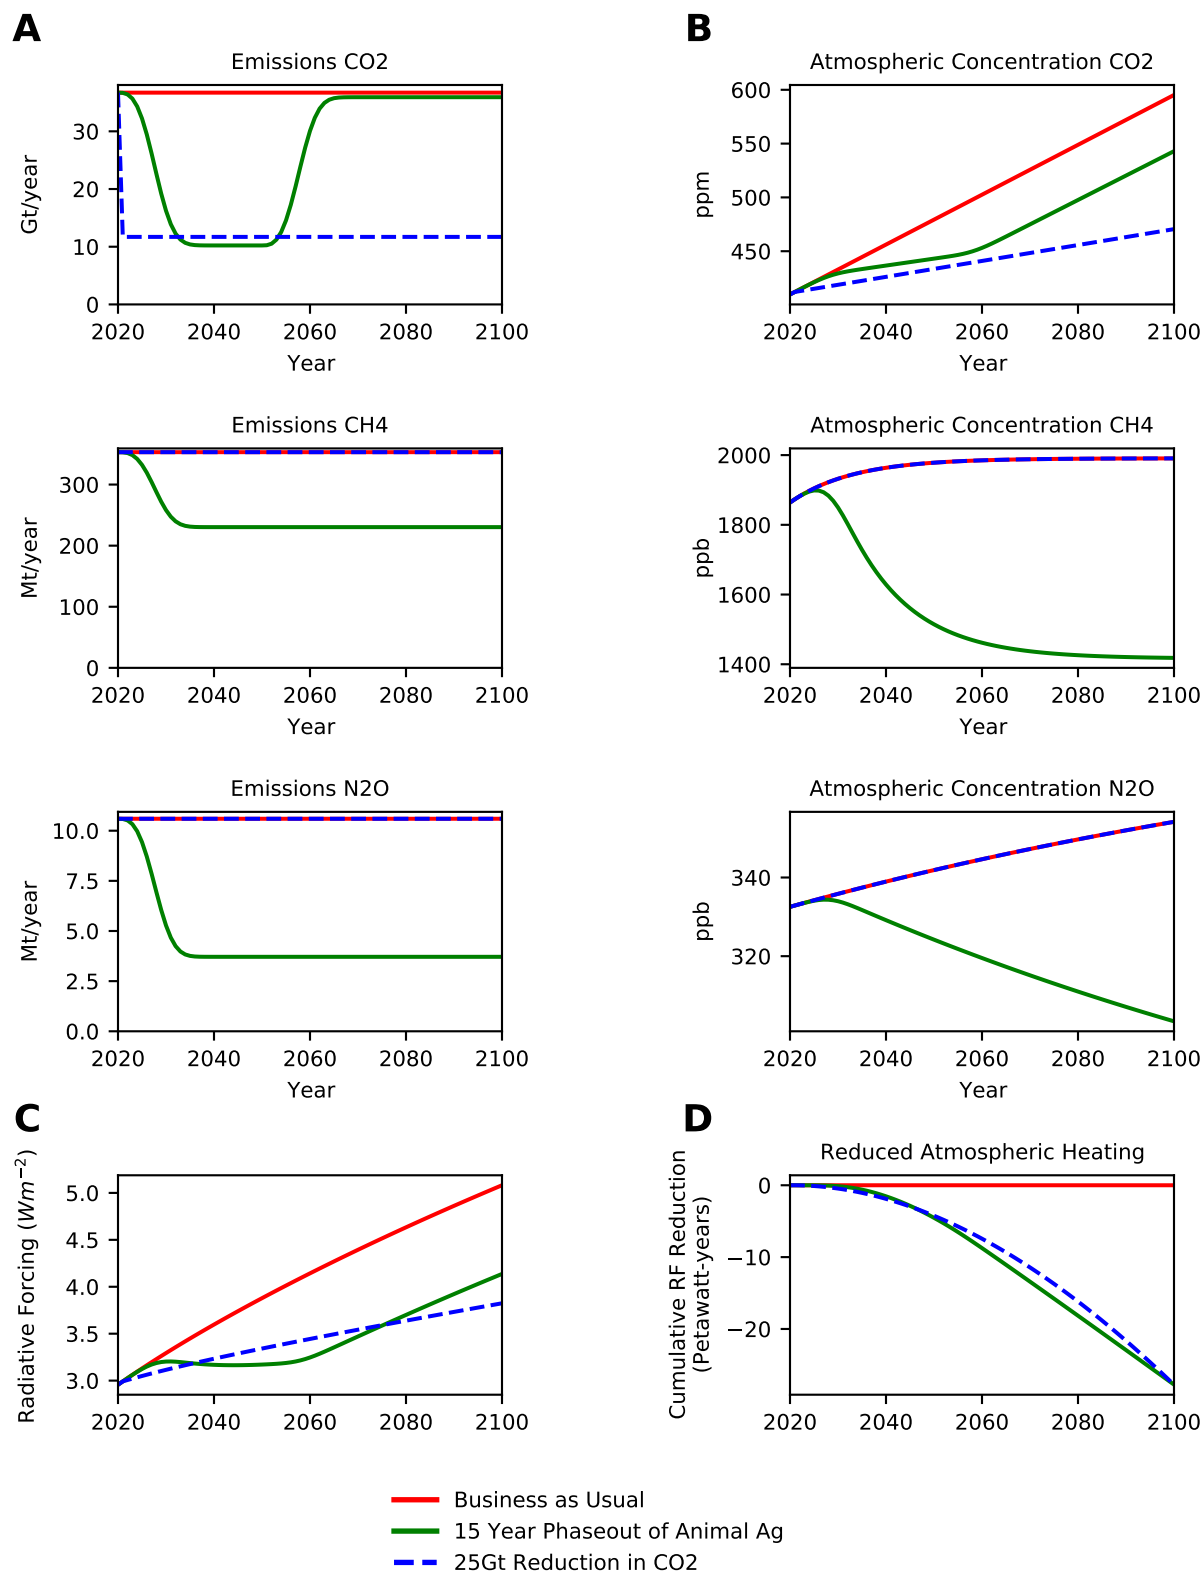 A
Emissions CO2
Gt/year
30
20
10
0
2020 2040 2060 2080 2100
Year
B
Atmospheric Concentration CO2
ppm
600
550
500
450
2020 2040 2060 2080 2100
Year
Emissions CH4
Mt/year
300
200
100
0
2020 2040 2060 2080 2100
Year
Atmospheric Concentration CH4
ppb
2000
1800
1600
1400
2020 2040 2060 2080 2100
Year
Emissions N2O
Mt/year
10.0
7.5
5.0
2.5
0.0
2020 2040 2060 2080 2100
Year
Atmospheric Concentration N2O
ppb
340
320
2020 2040 2060 2080 2100
Year
C
Radiative Forcing (Wm⁻²)
5.0
4.5
4.0
3.5
3.0
2020 2040 2060 2080 2100
D
Reduced Atmospheric Heating
Cumulative RF Reduction
(Petawatt-years)
0
−10
−20
2020 2040 2060 2080 2100
Business as Usual
15 Year Phaseout of Animal Ag
25Gt Reduction in CO2